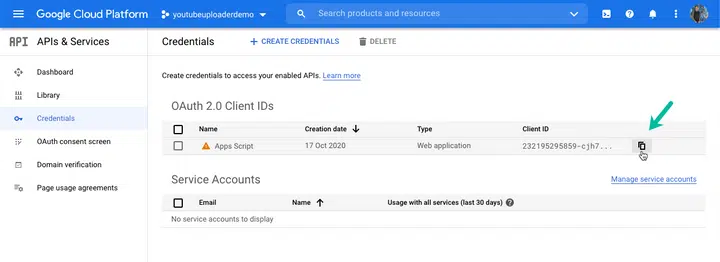 Google Cloud Platform youtubeuploaderdemo Search products and resources
API APIs & Services Credentials + CREATE CREDENTIALS DELETE
Dashboard
Library
Credentials
OAuth consent screen
Domain verification
Page usage agreements
Create credentials to access your enabled APIs. Learn more
OAuth 2.0 Client IDs
Name Creation date Type Client ID
Apps Script 17 Oct 2020 Web application 232195295859-cjh7...
Service Accounts Manage service accounts
Email Name Usage with all services (last 30 days)
No service accounts to display